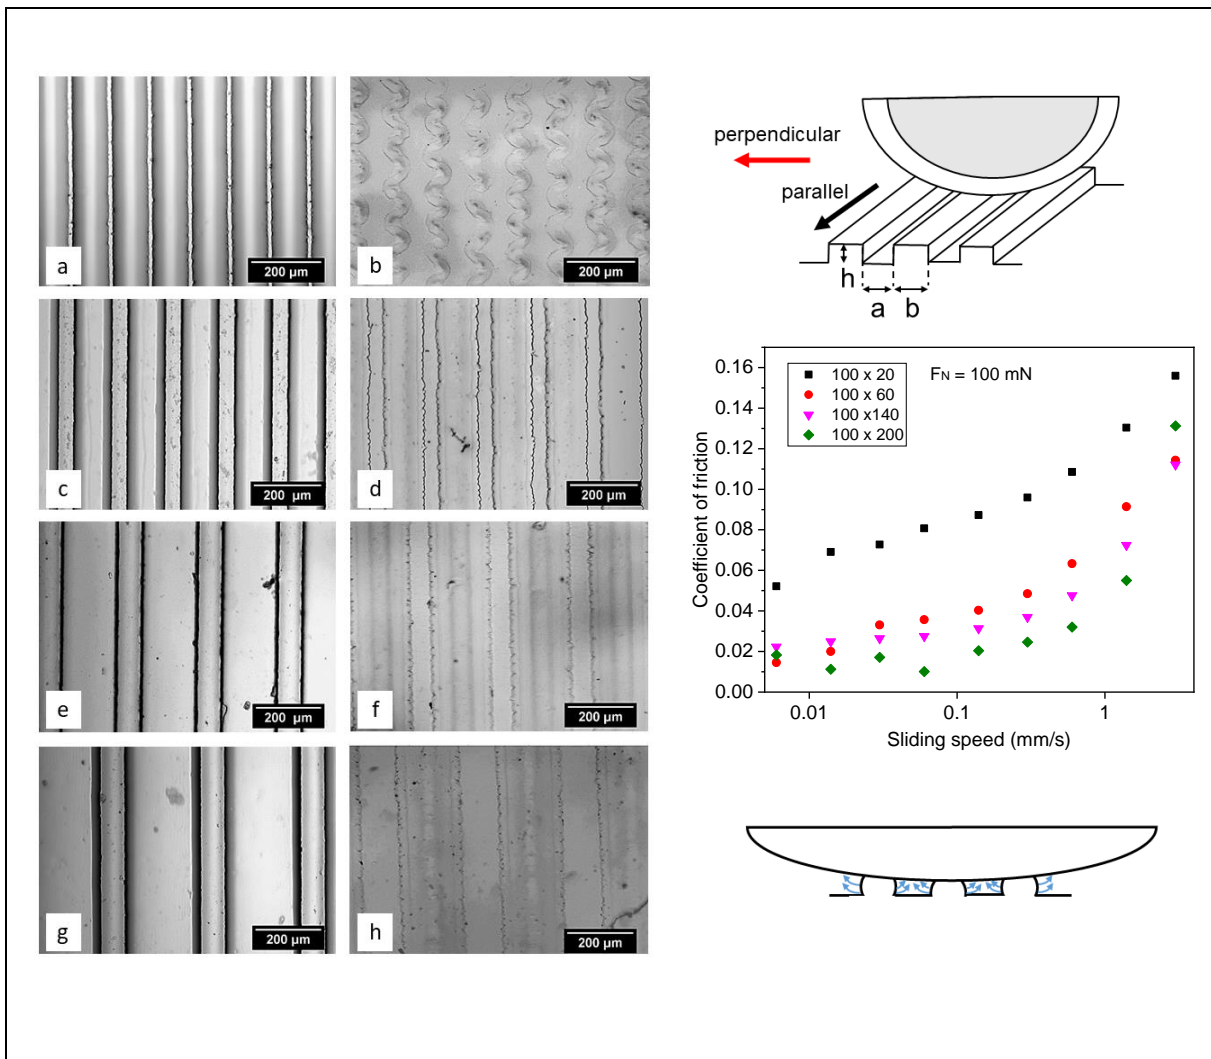 a
200 μm
b
200 μm
c
200 μm
d
200 μm
e
200 μm
f
200 μm
g
200 μm
h
200 μm
perpendicular
parallel
h
a
b
0.16
0.14
0.12
0.10
0.08
0.06
0.04
0.02
0.00
Coefficient of friction
100 x 20
100 x 60
100 x140
100 x 200
FN = 100 mN
0.01
0.1
1
Sliding speed (mm/s)